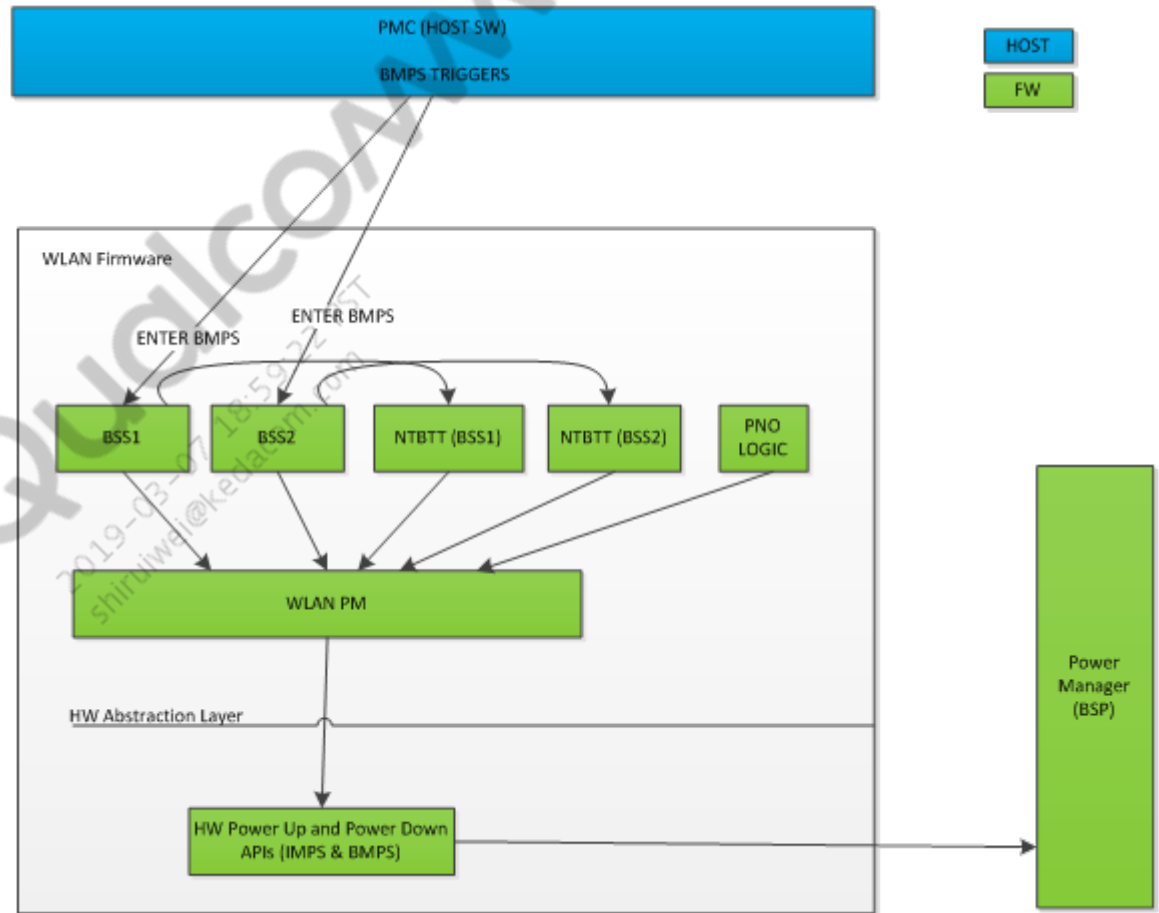 PMC (HOST SW)
BMPS TRIGGERS
HOST
FW
WLAN Firmware
ENTER BMPS
ENTER BMPS
BSS1
BSS2
NTBTT (BSS1)
NTBTT (BSS2)
PNO
LOGIC
WLAN PM
HW Abstraction Layer
HW Power Up and Power Down
APIs (IMPS & BMPS)
Power
Manager
(BSP)
Qualcomm
2019-03-07 18:59:22 PST
shiruiwei@kedacom.com